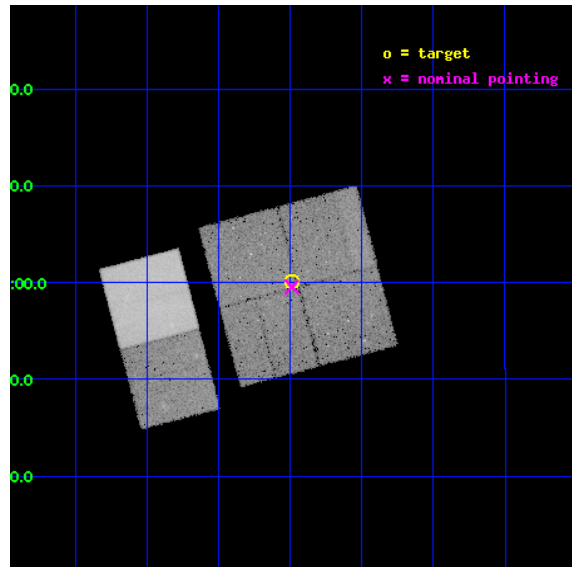 o = target
x = nominal pointing
0.0
0.0
:00.0
0.0
0.0